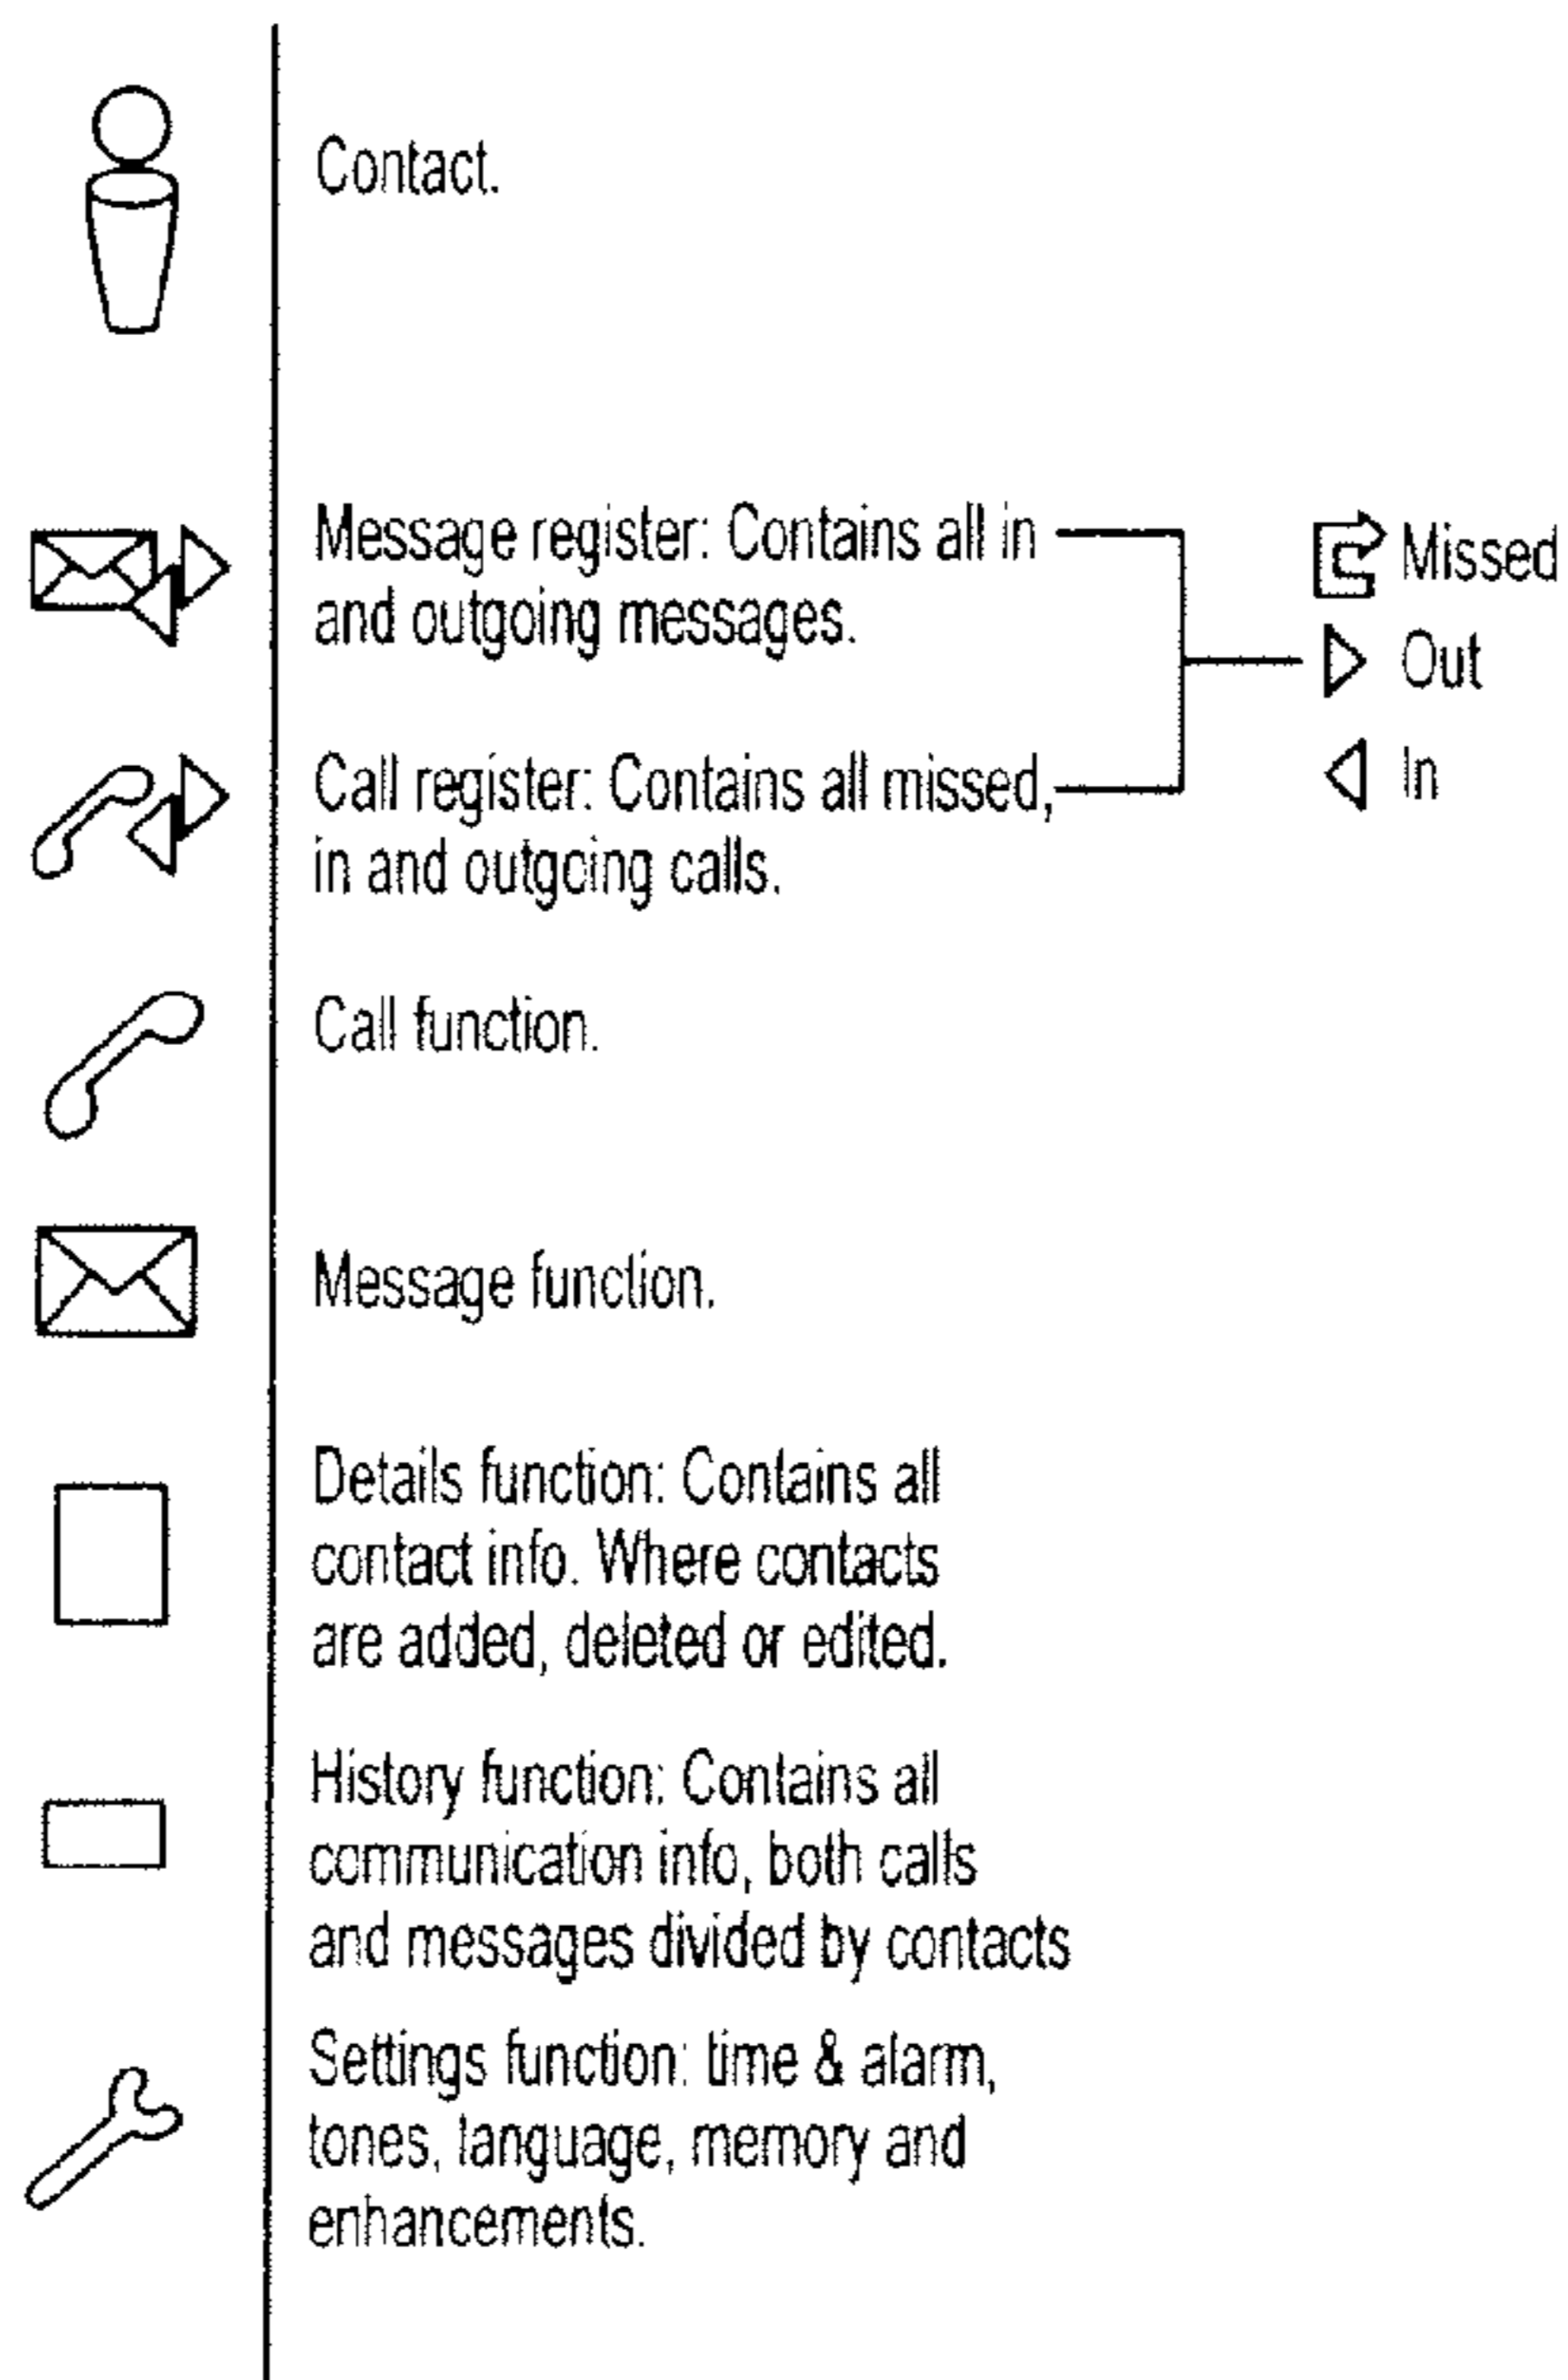 Contact.
Message register: Contains all in
and outgoing messages.
Missed
Out
In
Call register: Contains all missed,
in and outgoing calls.
Call function.
Message function.
Details function: Contains all
contact info. Where contacts
are added, deleted or edited.
History function: Contains all
communication info, both calls
and messages divided by contacts
Settings function: time & alarm,
tones, language, memory and
enhancements.